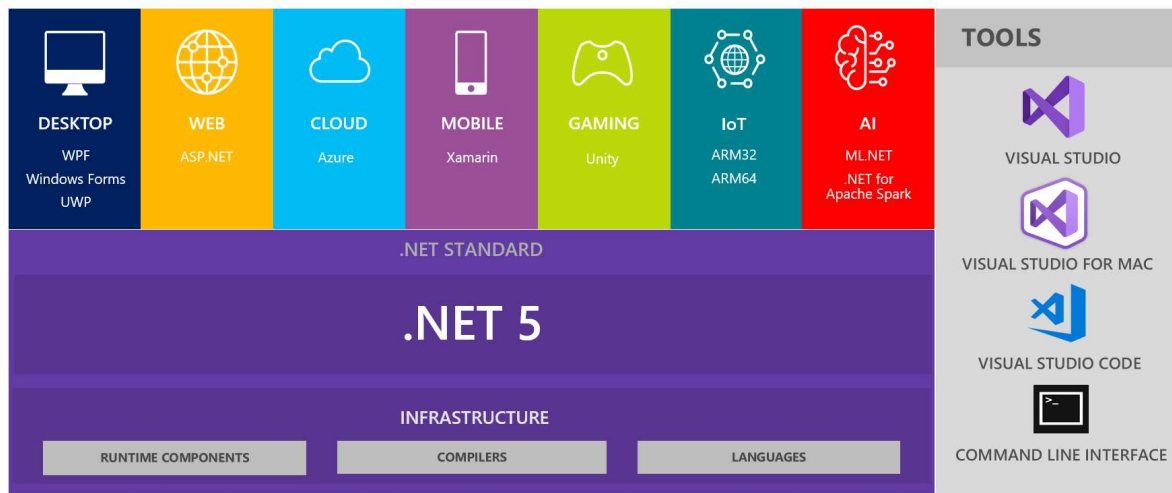 DESKTOP
WPF
Windows Forms
UWP
WEB
ASP.NET
CLOUD
Azure
MOBILE
Xamarin
GAMING
Unity
IoT
ARM32
ARM64
AI
ML.NET
.NET for
Apache Spark
.NET STANDARD
.NET 5
INFRASTRUCTURE
RUNTIME COMPONENTS
COMPILERS
LANGUAGES
TOOLS
VISUAL STUDIO
VISUAL STUDIO FOR MAC
VISUAL STUDIO CODE
>_
COMMAND LINE INTERFACE